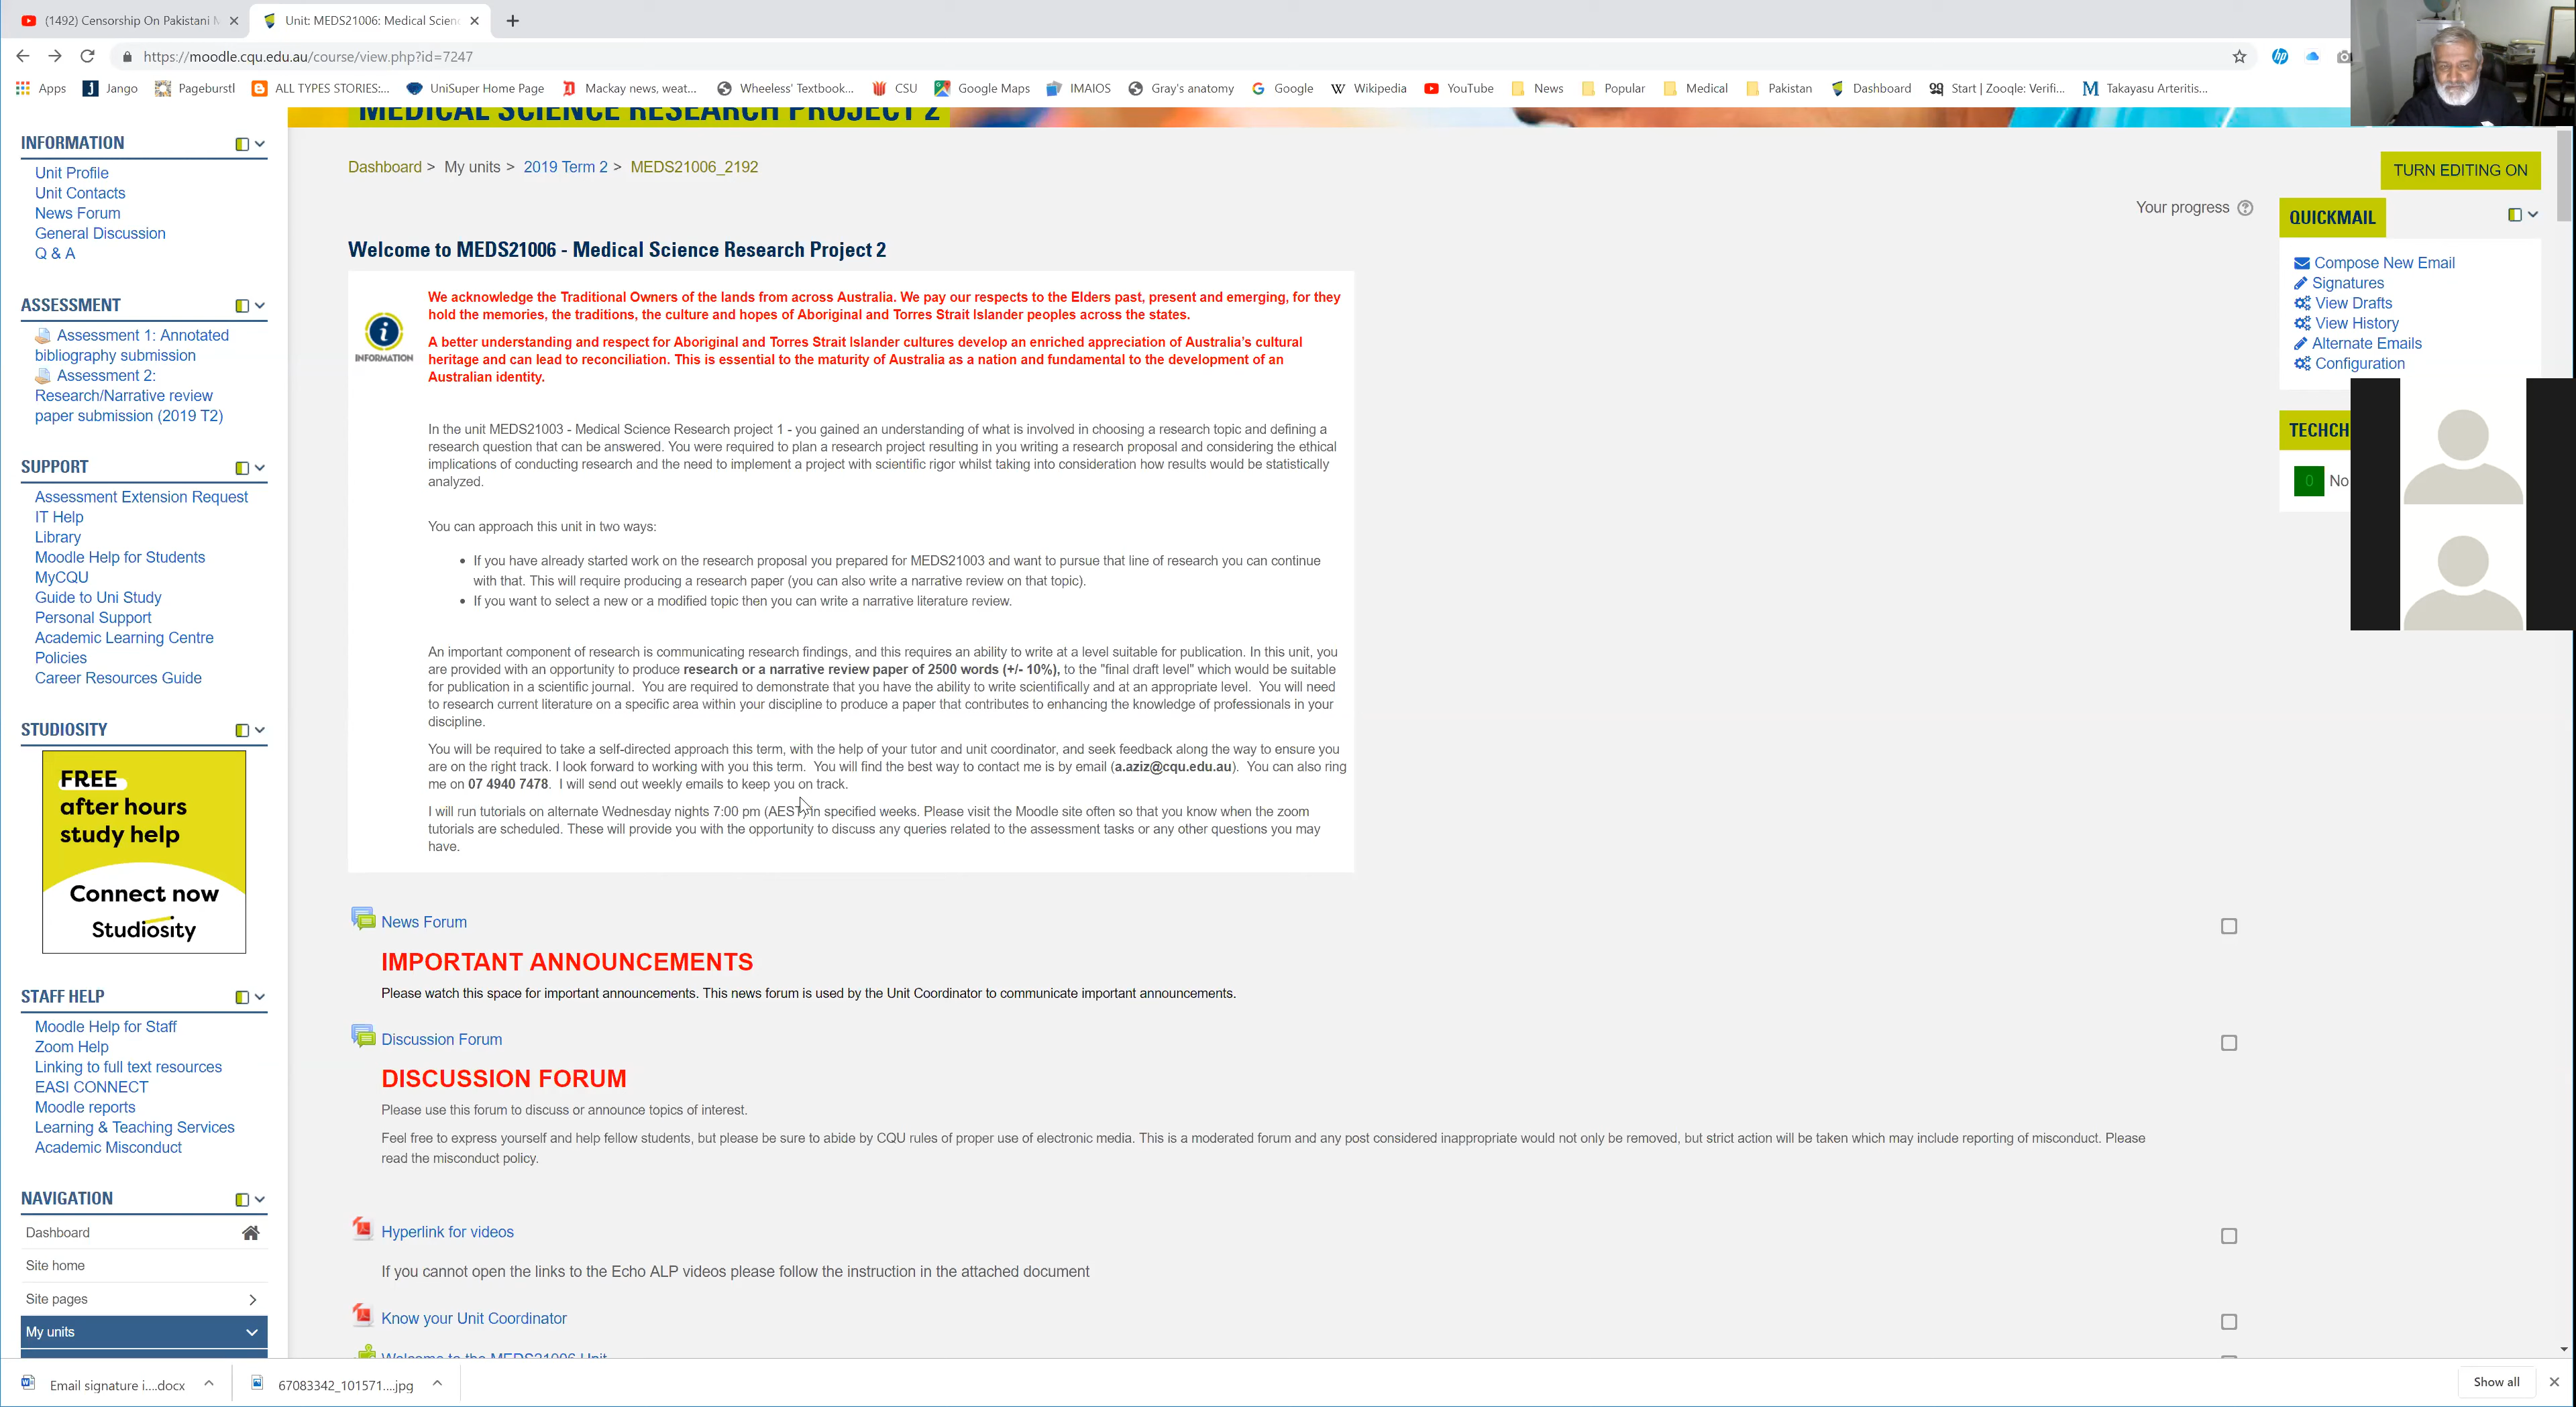 (1492) Censorship On Pakistani M
Unit: MEDS21006: Medical Scienc
https://moodle.cqu.edu.au/course/view.php?id=7247
Apps
Jango
Pageburstl
ALL TYPES STORIES:...
UniSuper Home Page
Mackay news, weat...
Wheeless' Textbook...
CSU
Google Maps
IMAIOS
Gray's anatomy
Google
Wikipedia
YouTube
News
Popular
Medical
Pakistan
Dashboard
Start | Zooqle: Verifi...
Takayasu Arteritis...
MEDICAL SCIENCE RESEARCH PROJECT 2
INFORMATION
Unit Profile
Unit Contacts
News Forum
General Discussion
Q & A
ASSESSMENT
Assessment 1: Annotated
bibliography submission
Assessment 2:
Research/Narrative review
paper submission (2019 T2)
SUPPORT
Assessment Extension Request
IT Help
Library
Moodle Help for Students
MyCQU
Guide to Uni Study
Personal Support
Academic Learning Centre
Policies
Career Resources Guide
STUDIOSITY
FREE
after hours
study help
Connect now
Studiosity
STAFF HELP
Moodle Help for Staff
Zoom Help
Linking to full text resources
EASI CONNECT
Moodle reports
Learning & Teaching Services
Academic Misconduct
NAVIGATION
Dashboard
Site home
Site pages
My units
Dashboard > My units > 2019 Term 2 > MEDS21006_2192
TURN EDITING ON
Your progress
Welcome to MEDS21006 - Medical Science Research Project 2
INFORMATION
We acknowledge the Traditional Owners of the lands from across Australia. We pay our respects to the Elders past, present and emerging, for they
hold the memories, the traditions, the culture and hopes of Aboriginal and Torres Strait Islander peoples across the states.
A better understanding and respect for Aboriginal and Torres Strait Islander cultures develop an enriched appreciation of Australia's cultural
heritage and can lead to reconciliation. This is essential to the maturity of Australia as a nation and fundamental to the development of an
Australian identity.
In the unit MEDS21003 - Medical Science Research project 1 - you gained an understanding of what is involved in choosing a research topic and defining a
research question that can be answered. You were required to plan a research project resulting in you writing a research proposal and considering the ethical
implications of conducting research and the need to implement a project with scientific rigor whilst taking into consideration how results would be statistically
analyzed.
You can approach this unit in two ways:
• If you have already started work on the research proposal you prepared for MEDS21003 and want to pursue that line of research you can continue
with that. This will require producing a research paper (you can also write a narrative review on that topic).
• If you want to select a new or a modified topic then you can write a narrative literature review.
An important component of research is communicating research findings, and this requires an ability to write at a level suitable for publication. In this unit, you
are provided with an opportunity to produce research or a narrative review paper of 2500 words (+/- 10%), to the "final draft level" which would be suitable
for publication in a scientific journal. You are required to demonstrate that you have the ability to write scientifically and at an appropriate level. You will need
to research current literature on a specific area within your discipline to produce a paper that contributes to enhancing the knowledge of professionals in your
discipline.
You will be required to take a self-directed approach this term, with the help of your tutor and unit coordinator, and seek feedback along the way to ensure you
are on the right track. I look forward to working with you this term. You will find the best way to contact me is by email (a.aziz@cqu.edu.au). You can also ring
me on 07 4940 7478. I will send out weekly emails to keep you on track.
I will run tutorials on alternate Wednesday nights 7:00 pm (AEST) in specified weeks. Please visit the Moodle site often so that you know when the zoom
tutorials are scheduled. These will provide you with the opportunity to discuss any queries related to the assessment tasks or any other questions you may
have.
News Forum
IMPORTANT ANNOUNCEMENTS
Please watch this space for important announcements. This news forum is used by the Unit Coordinator to communicate important announcements.
Discussion Forum
DISCUSSION FORUM
Please use this forum to discuss or announce topics of interest.
Feel free to express yourself and help fellow students, but please be sure to abide by CQU rules of proper use of electronic media. This is a moderated forum and any post considered inappropriate would not only be removed, but strict action will be taken which may include reporting of misconduct. Please
read the misconduct policy.
Hyperlink for videos
If you cannot open the links to the Echo ALP videos please follow the instruction in the attached document
Know your Unit Coordinator
Welcome to the MEDS21006 Unit
QUICKMAIL
Compose New Email
Signatures
View Drafts
View History
Alternate Emails
Configuration
TECHCH
0 No
Email signature i....docx
67083342_101571....jpg
Show all